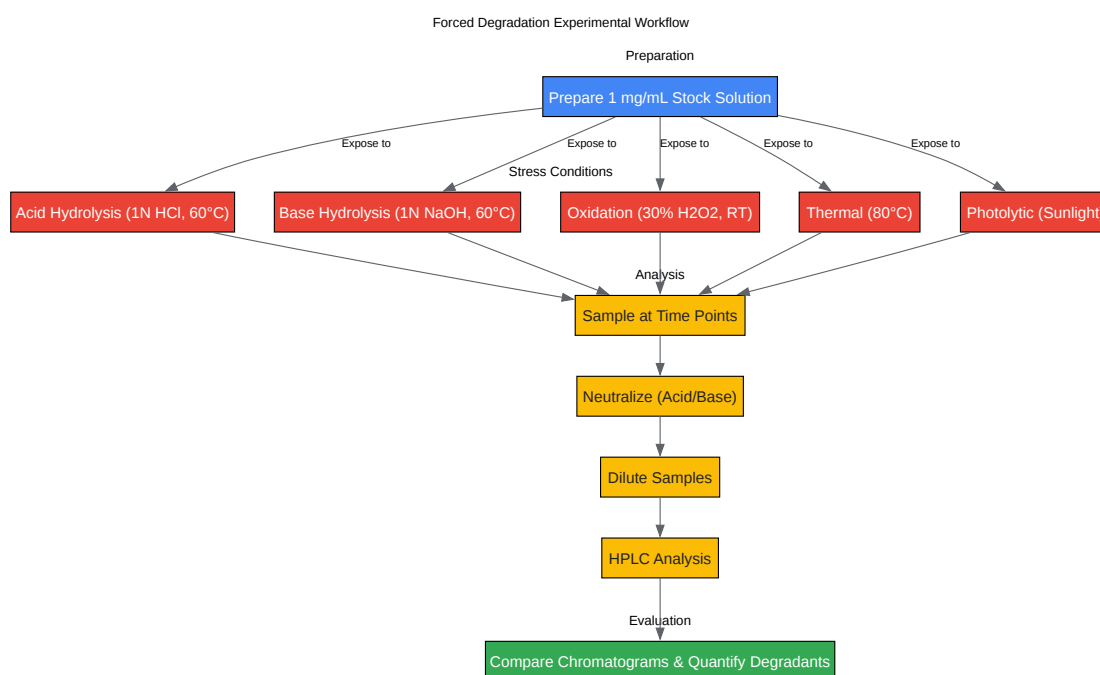 Forced Degradation Experimental Workflow
Preparation
Prepare 1 mg/mL Stock Solution
Expose to
Expose to
Expose to
Expose to
Expose to
Stress Conditions
Acid Hydrolysis (1N HCl, 60°C)
Base Hydrolysis (1N NaOH, 60°C)
Oxidation (30% H2O2, RT)
Thermal (80°C)
Photolytic (Sunlight
Analysis
Sample at Time Points
Neutralize (Acid/Base)
Dilute Samples
HPLC Analysis
Evaluation
Compare Chromatograms & Quantify Degradants